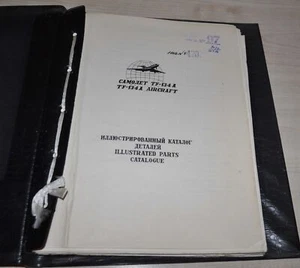 САМОЛЕТ ТУ-134А
TU-134A AIRCRAFT
ИЛЛЮСТРИРОВАННЫЙ КАТАЛОГ
ДЕТАЛЕЙ
ILLUSTRATED PARTS
CATALOGUE